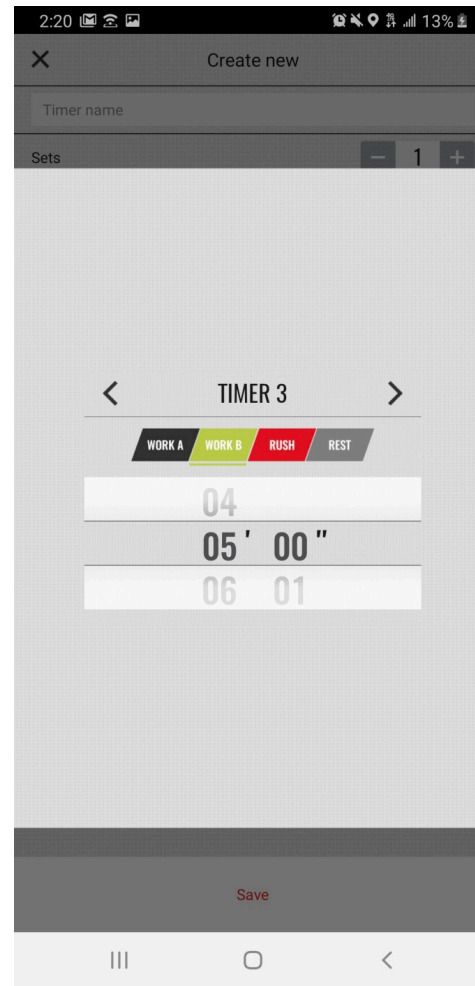 2:20 13%
Create new
Timer name
Sets 1
TIMER 3
WORK A WORK B RUSH REST
04
05' 00"
06 01
Save